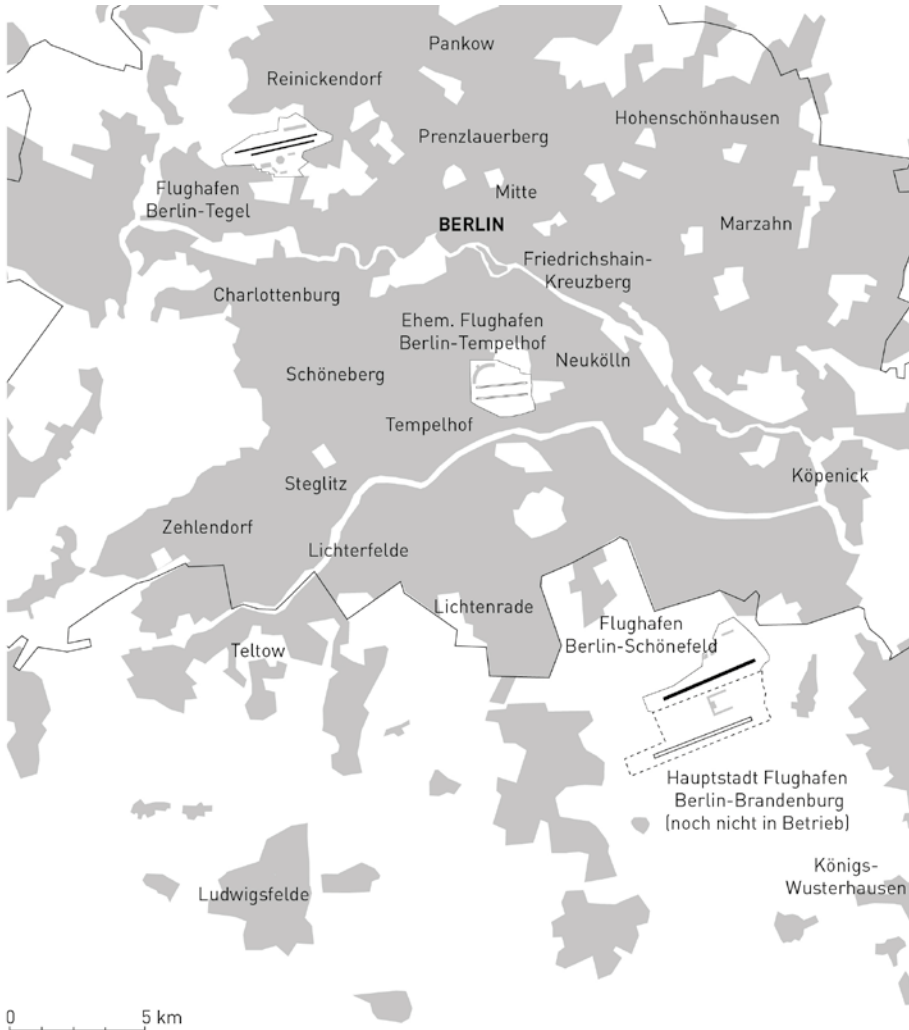 Pankow
Reinickendorf
Hohenschönhausen
Prenzlauerberg
Flughafen
Berlin-Tegel
Mitte
BERLIN
Marzahn
Friedrichshain-
Kreuzberg
Charlottenburg
Ehem. Flughafen
Berlin-Tempelhof
Neukölln
Schöneberg
Tempelhof
Steglitz
Köpenick
Zehlendorf
Lichterfelde
Lichtenrade
Flughafen
Berlin-Schönefeld
Teltow
Hauptstadt Flughafen
Berlin-Brandenburg
(noch nicht in Betrieb)
Königs-
Wusterhausen
Ludwigsfelde
0 5 km